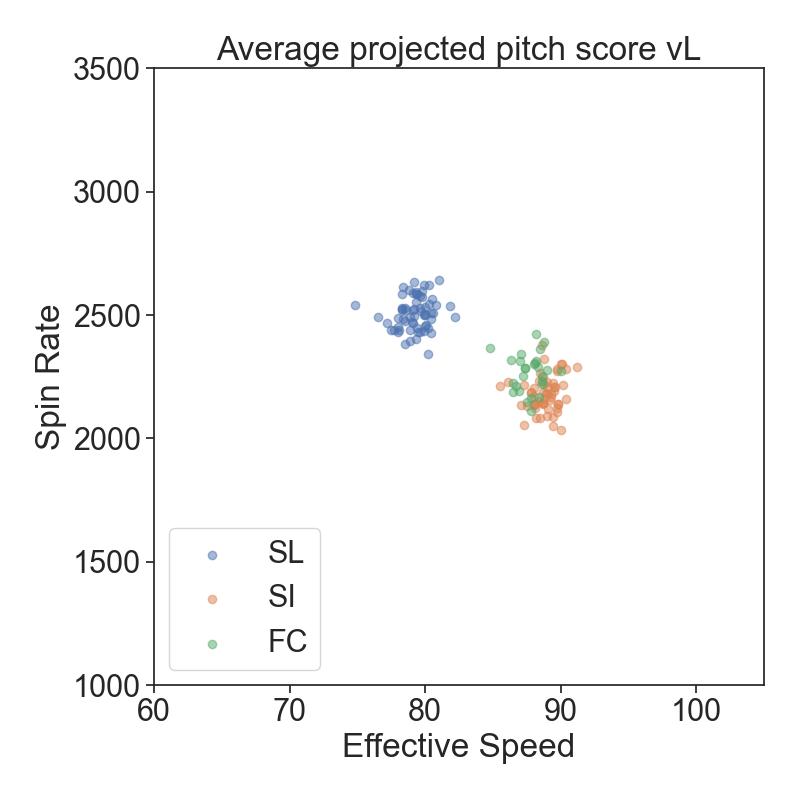 Average projected pitch score vL
3500
3000
2500
2000
1500
1000
Spin Rate
SL
SI
FC
60 70 80 90 100
Effective Speed